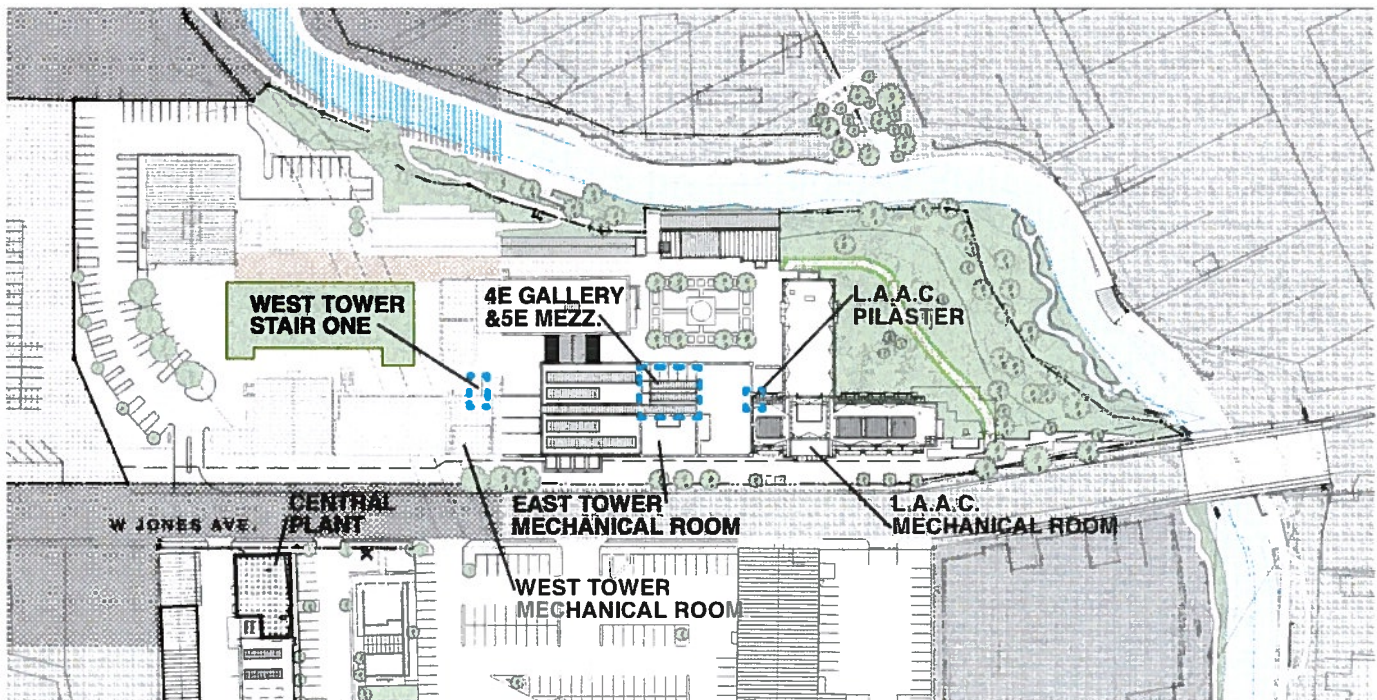 WEST TOWER
STAIR ONE
4E GALLERY
&5E MEZZ.
L.A.A.C.
PILASTER
CENTRAL
PLANT
W JONES AVE.
EAST TOWER
MECHANICAL ROOM
L.A.A.C.
MECHANICAL ROOM
WEST TOWER
MECHANICAL ROOM